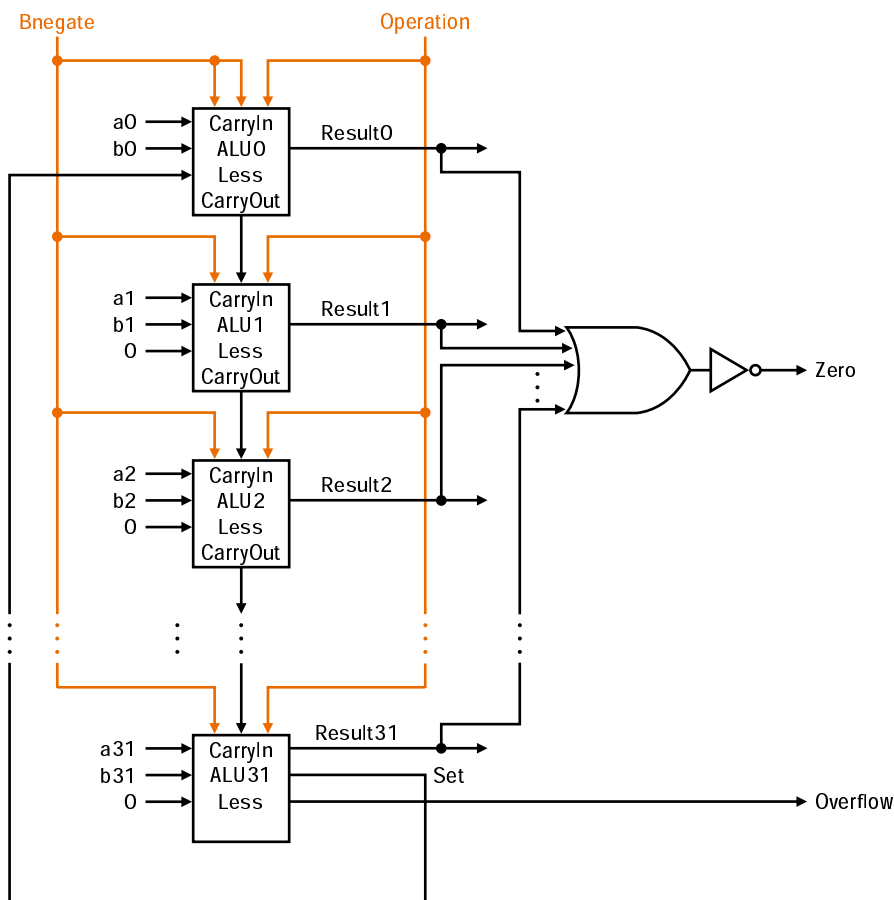 Bnegate
Operation
a0
b0
CarryIn
ALU0
Less
CarryOut
Result0
a1
b1
0
CarryIn
ALU1
Less
CarryOut
Result1
Zero
a2
b2
0
CarryIn
ALU2
Less
CarryOut
Result2
a31
b31
0
CarryIn
ALU31
Less
Result31
Set
Overflow